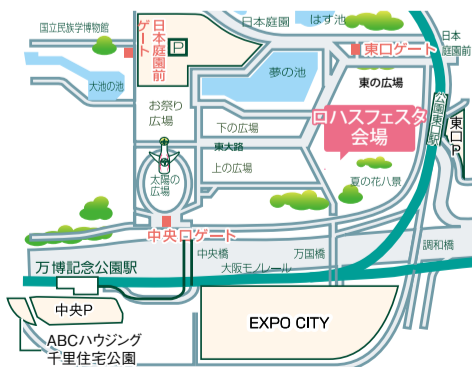 国立民族学博物館
日本庭園前
ゲート
P
日本庭園
はす池
東口ゲート
日本
庭園
大池の池
夢の池
東の広場
公園東口駅
お祭り
広場
下の広場
ロハスフェスタ
会場
東口P
東大路
上の広場
太陽の
広場
夏の花八景
中央口ゲート
中央橋
万国橋
調和橋
大阪モノレール
万博記念公園駅
中央P
EXPO CITY
ABCハウジング
千里住宅公園